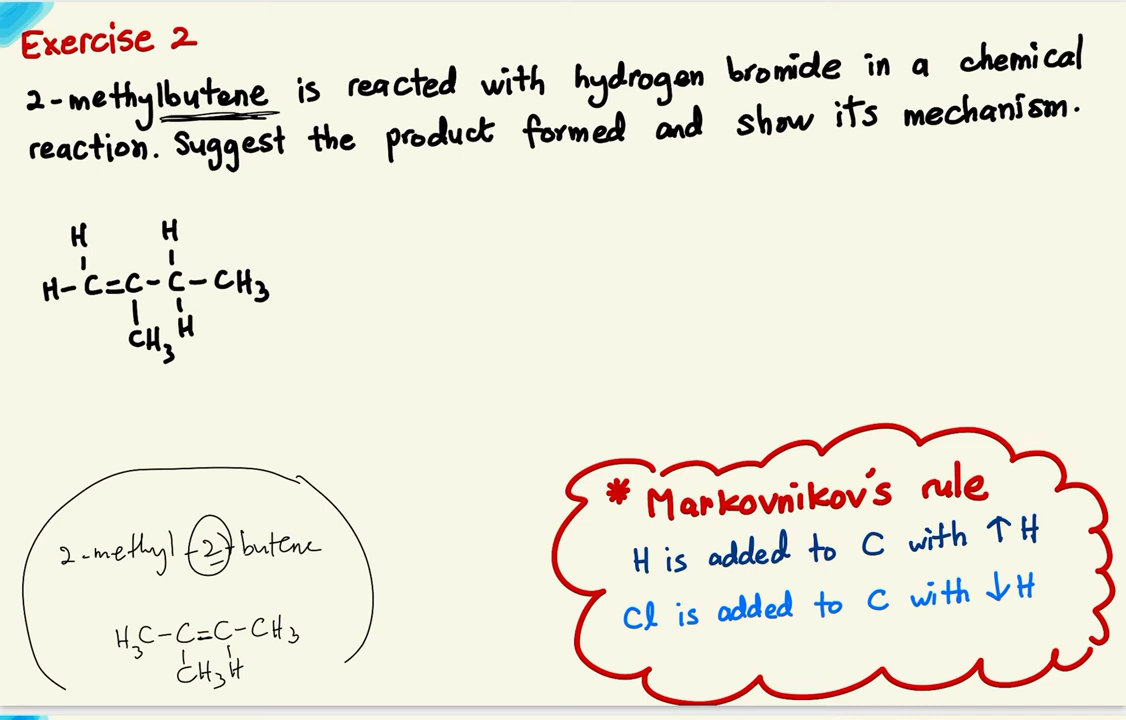 Exercise 2
2-methylbutene is reacted with hydrogen bromide in a chemical
reaction. Suggest the product formed and show its mechanism.
H H
H-C=C-C-CH3
CH3 H
* Markovnikov's rule
H is added to C with ↑H
Cl is added to C with ↓H
2-methyl-2-butene
H3C-C=C-CH3
CH3 H